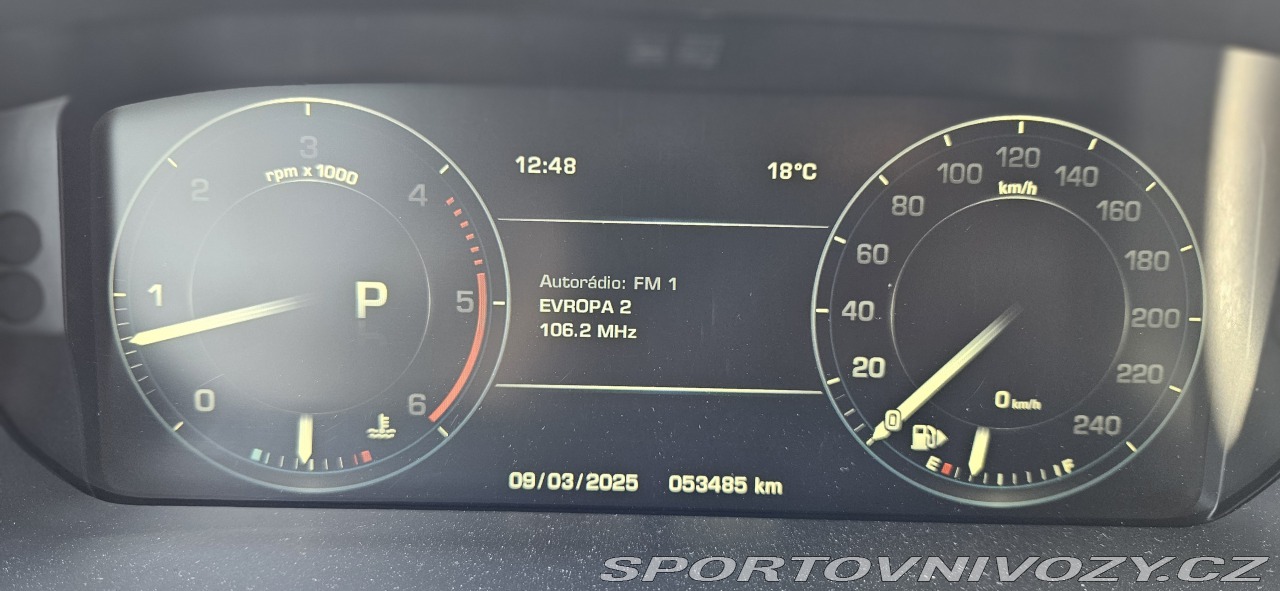 3
rpm x 1000
2
4
1
P
5
0
6
12:48
18°C
Autorádio: FM 1
EVROPA 2
106.2 MHz
09/03/2025 053485 km
120
100
140
km/h
80
160
60
180
40
200
20
220
0
0 km/h
240
E
F
SPORTOVNIVOZY.CZ